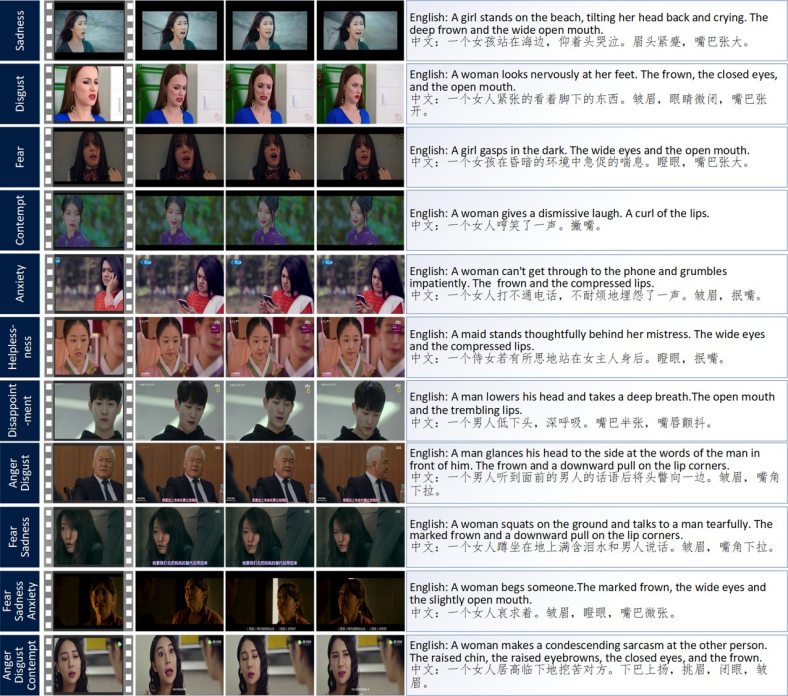 Sadness
English: A girl stands on the beach, tilting her head back and crying. The
deep frown and the wide open mouth.
中文：一个女孩站在海边，仰着头哭泣。眉头紧蹙，嘴巴张大。
Disgust
English: A woman looks nervously at her feet. The frown, the closed eyes,
and the open mouth.
中文：一个女人紧张的看着脚下的东西。皱眉，眼睛微闭，嘴巴张
开。
Fear
English: A girl gasps in the dark. The wide eyes and the open mouth.
中文：一个女孩在昏暗的环境中急促的喘息。瞪眼，嘴巴张大。
Contempt
English: A woman gives a dismissive laugh. A curl of the lips.
中文：一个女人哼笑了一声。撇嘴。
Anxiety
English: A woman can't get through to the phone and grumbles
impatiently. The frown and the compressed lips.
中文：一个女人打不通电话，不耐烦地埋怨了一声。皱眉，抿嘴。
Helpless-
ness
English: A maid stands thoughtfully behind her mistress. The wide eyes
and the compressed lips.
中文：一个侍女若有所思地站在女主人身后。瞪眼，抿嘴。
Disappoint
-ment
English: A man lowers his head and takes a deep breath.The open mouth
and the trembling lips.
中文：一个男人低下头，深呼吸。嘴巴半张，嘴唇颤抖。
Anger
Disgust
English: A man glances his head to the side at the words of the man in
front of him. The frown and a downward pull on the lip corners.
中文：一个男人听到面前的男人的话语后将头瞥向一边。皱眉，嘴角
下拉。
Fear
Sadness
English: A woman squats on the ground and talks to a man tearfully. The
marked frown and a downward pull on the lip corners.
中文：一个女人蹲坐在地上满含泪水和男人说话。皱眉，嘴角下拉。
Fear
Sadness
Anxiety
English: A woman begs someone.The marked frown, the wide eyes and
the slightly open mouth.
中文：一个女人哀求着。皱眉，瞪眼，嘴巴微张。
Anger
Disgust
Contempt
English: A woman makes a condescending sarcasm at the other person.
The raised chin, the raised eyebrows, the closed eyes, and the frown.
中文：一个女人居高临下地挖苦对方。下巴上扬，挑眉，闭眼，皱
眉。